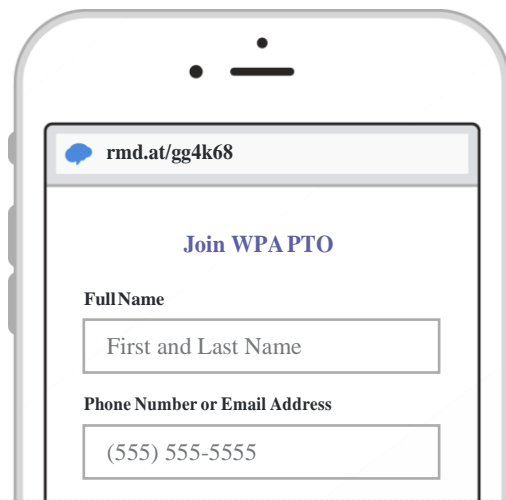 rmd.at/gg4k68
Join WPA PTO
Full Name
First and Last Name
Phone Number or Email Address
(555) 555-5555